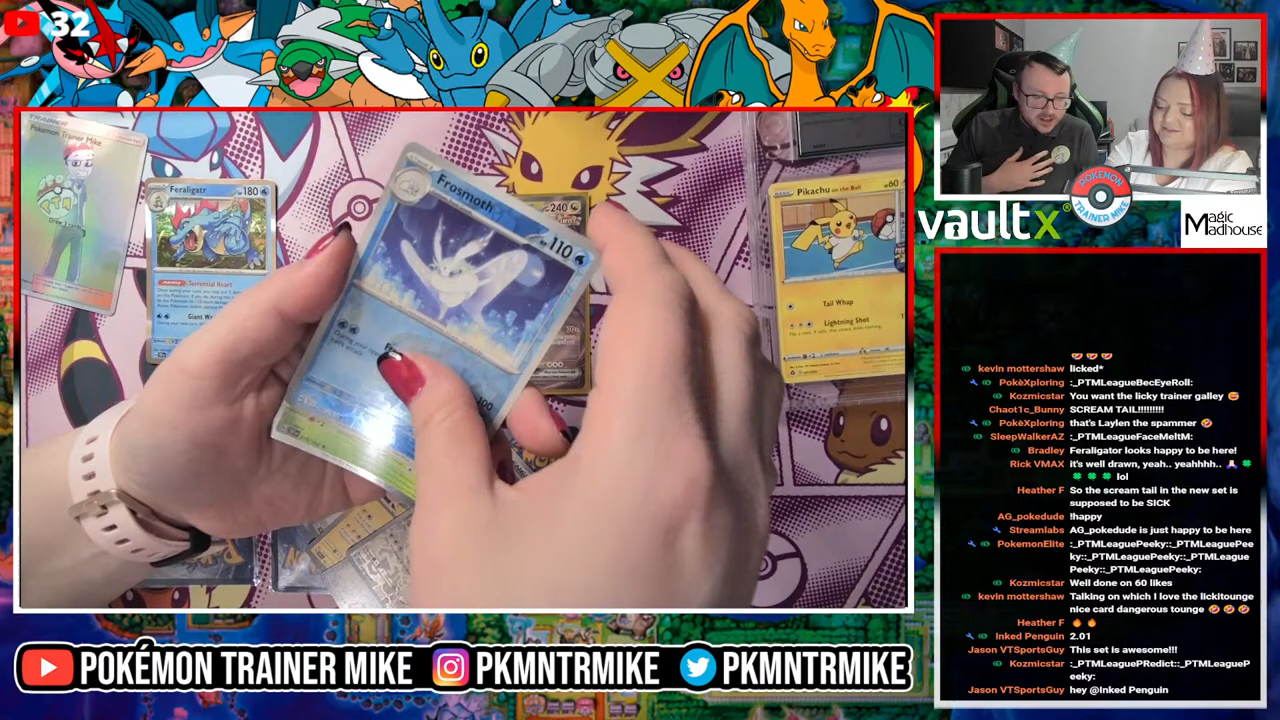 32
TRAINER
Pokémon Trainer Mike
Feraligatr
180
Torrential Heart
Giant Wa
Frosmoth
HP 110
100
240
BASIC
Pikachu on the Ball
60
Tail Whap
Lightning Shot
POKÉMON
TRAINER MIKE
vaultx®
Magic
Madhouse
kevin mottershaw licked*
PokèXploring :_PTMLeagueBecEyeRoll:
Kozmicstar You want the licky trainer galley
Chaot1c_Bunny SCREAM TAIL!!!!!!!!!
PokèXploring that's Laylen the spammer
SleepWalkerAZ :_PTMLeagueFaceMeltM:
Bradley Feraligator looks happy to be here!
Rick VMAX it's well drawn, yeah.. yeahhhh..
lol
Heather F So the scream tail in the new set is
supposed to be SICK
AG_pokedude !happy
Streamlabs AG_pokedude is just happy to be here
PokemonElite :_PTMLeaguePeeky::_PTMLeaguePee
ky::_PTMLeaguePeeky::_PTMLeague
Peeky::_PTMLeaguePeeky:
Kozmicstar Well done on 60 likes
kevin mottershaw Talking on which I love the lickitounge
nice card dangerous tounge
Heather F
Inked Penguin 2.01
Jason VTSportsGuy This set is awesome!!!
Kozmicstar :_PTMLeaguePRedict::_PTMLeagueP
eeky:
Jason VTSportsGuy hey @Inked Penguin
POKÉMON TRAINER MIKE
PKMNTRMIKE
PKMNTRMIKE